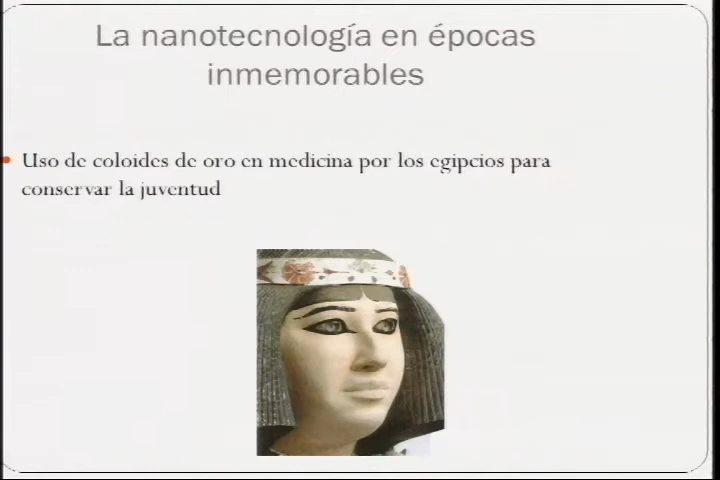 La nanotecnología en épocas
inmemorables
Uso de coloides de oro en medicina por los egipcios para
conservar la juventud